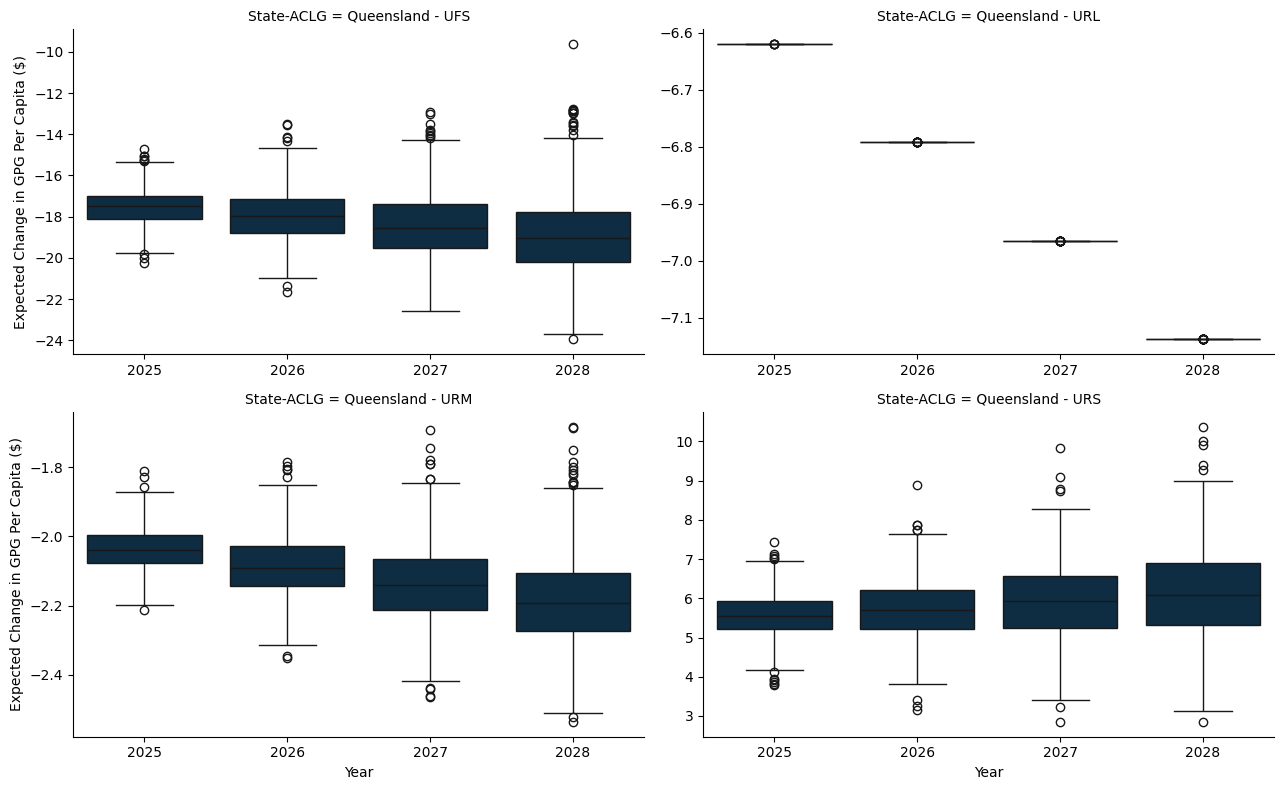 State-ACLG = Queensland - UFS
Expected Change in GPG Per Capita ($)
−10
−12
−14
−16
−18
−20
−22
−24
2025 2026 2027 2028
State-ACLG = Queensland - URL
−6.6
−6.7
−6.8
−6.9
−7.0
−7.1
2025 2026 2027 2028
State-ACLG = Queensland - URM
Expected Change in GPG Per Capita ($)
−1.8
−2.0
−2.2
−2.4
2025 2026 2027 2028
Year
State-ACLG = Queensland - URS
10
9
8
7
6
5
4
3
2025 2026 2027 2028
Year